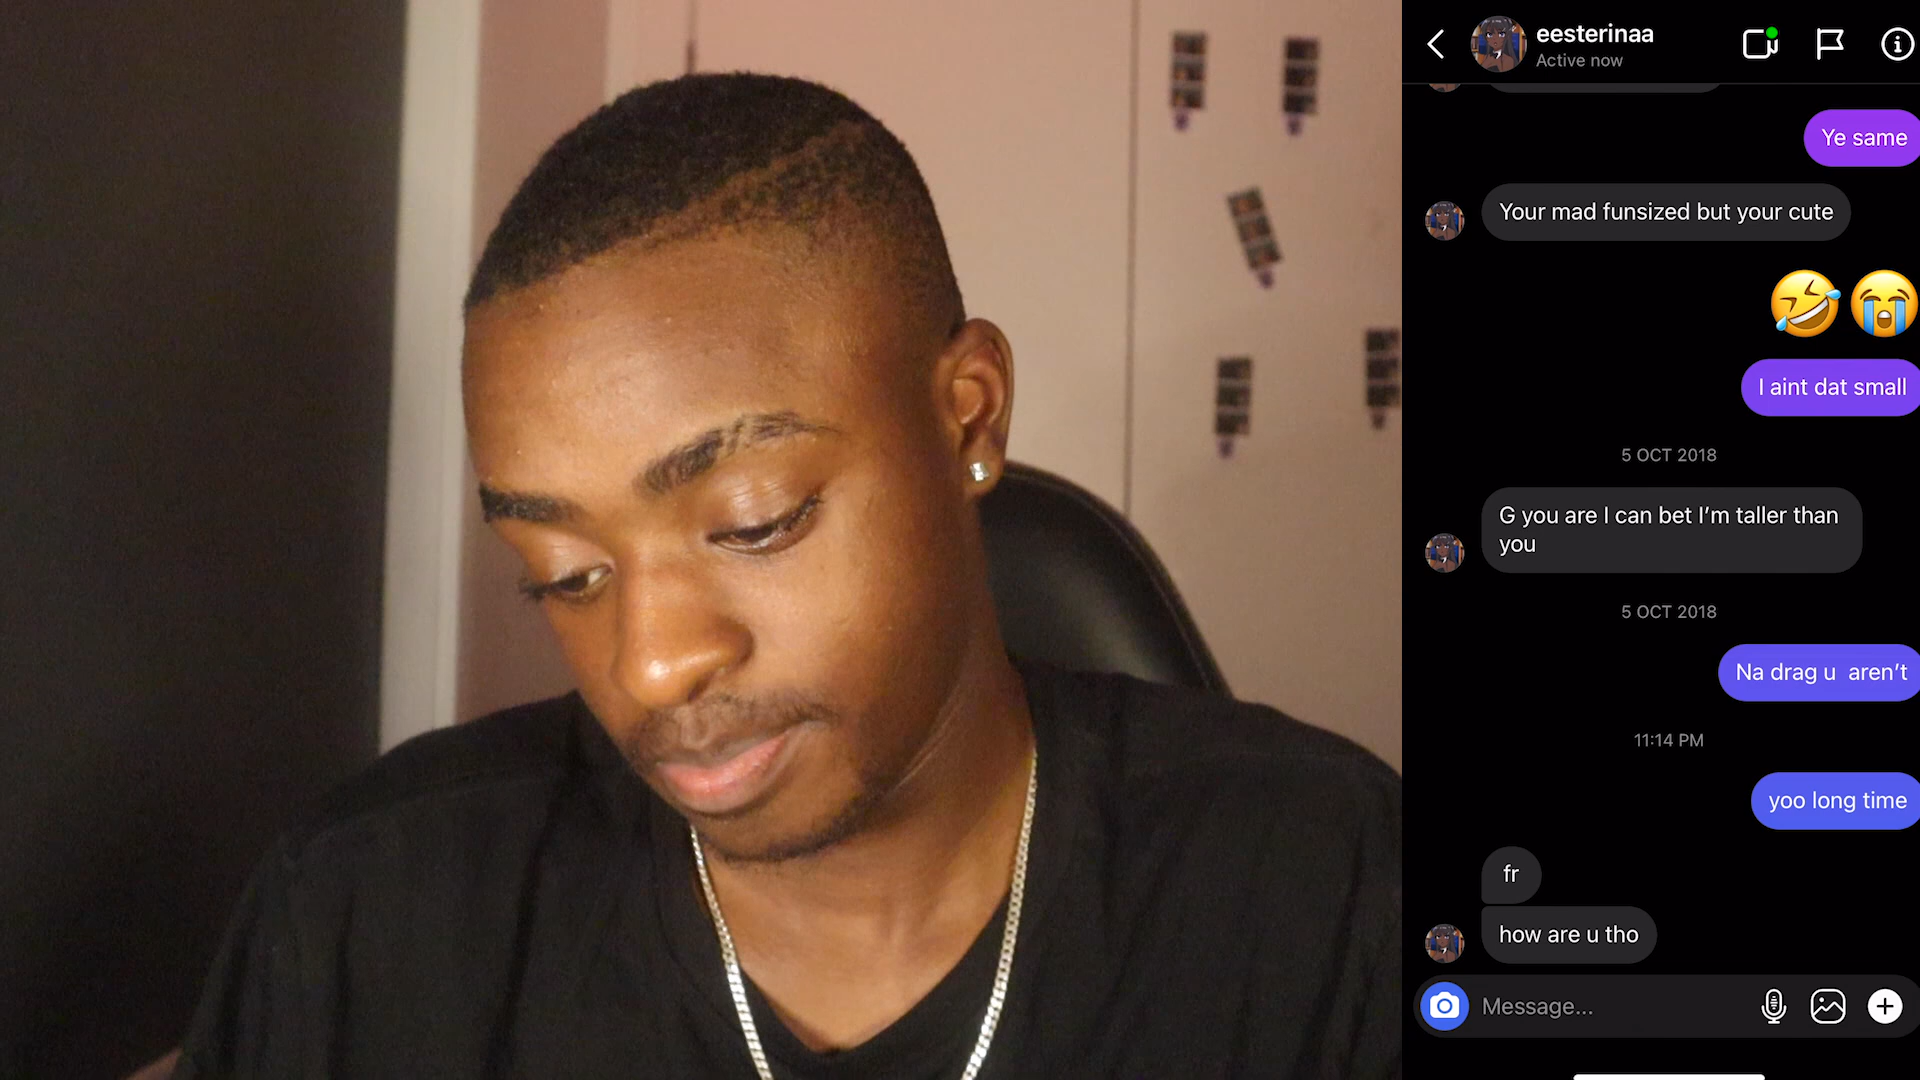 eesterinaa
Active now
Ye same
Your mad funsized but your cute
🤣😭
I aint dat small
5 OCT 2018
G you are I can bet I’m taller than
you
5 OCT 2018
Na drag u  aren’t
11:14 PM
yoo long time
fr
how are u tho
Message...